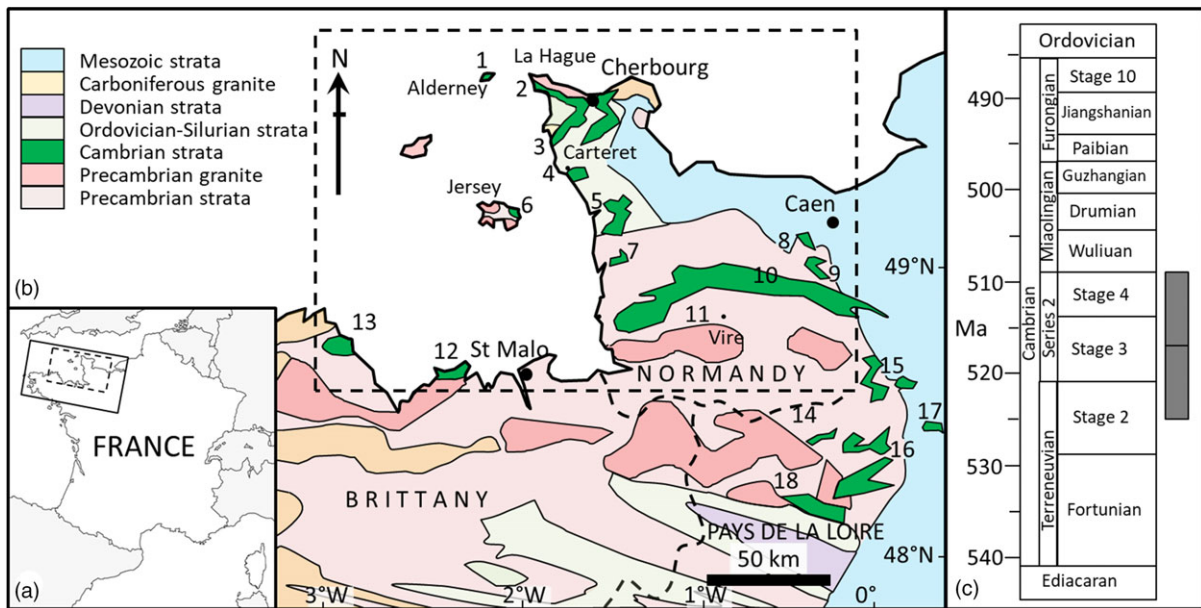 Mesozoic strata
Carboniferous granite
Devonian strata
Ordovician-Silurian strata
Cambrian strata
Precambrian granite
Precambrian strata
(b)
N
1
Alderney
La Hague
2
Cherbourg
3
Carteret
4
Jersey
5
6
Caen
7
8
9
10
49°N
11
Vire
13
12
St Malo
NORMANDY
15
14
17
16
18
BRITTANY
PAYS DE LA LOIRE
50 km
48°N
3°W
2°W
1°W
0°
FRANCE
(a)
Ordovician
Stage 10
490
Furongian
Jiangshanian
Paibian
500
Miaolingian
Guzhangian
Drumian
Wuliuan
510
Ma
Cambrian
Series 2
Stage 4
Stage 3
520
Terreneuvian
Stage 2
530
Fortunian
540
Ediacaran
(c)